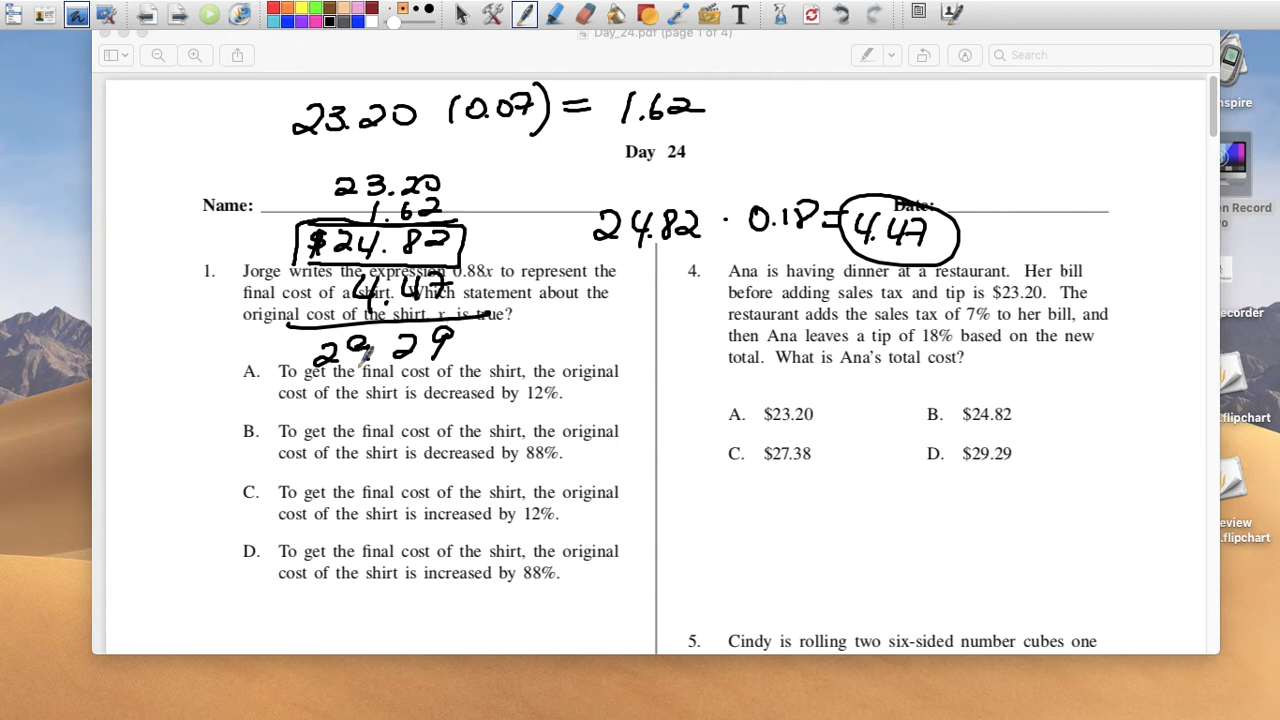 Day_24.pdf (page 1 of 4)
Search
23.20 (0.07) = 1.62
Day 24
Name:
Date:
23.20
1.62
$24.82
4.47
29.29
24.82 · 0.18 = 4.47
1. Jorge writes the expression 0.88x to represent the
final cost of a shirt. Which statement about the
original cost of the shirt, x, is true?
A. To get the final cost of the shirt, the original
cost of the shirt is decreased by 12%.
B. To get the final cost of the shirt, the original
cost of the shirt is decreased by 88%.
C. To get the final cost of the shirt, the original
cost of the shirt is increased by 12%.
D. To get the final cost of the shirt, the original
cost of the shirt is increased by 88%.
4. Ana is having dinner at a restaurant. Her bill
before adding sales tax and tip is $23.20. The
restaurant adds the sales tax of 7% to her bill, and
then Ana leaves a tip of 18% based on the new
total. What is Ana's total cost?
A. $23.20 B. $24.82
C. $27.38 D. $29.29
5. Cindy is rolling two six-sided number cubes one
nspire
en Record
ro
ecorder
.flipchart
eview
.flipchart